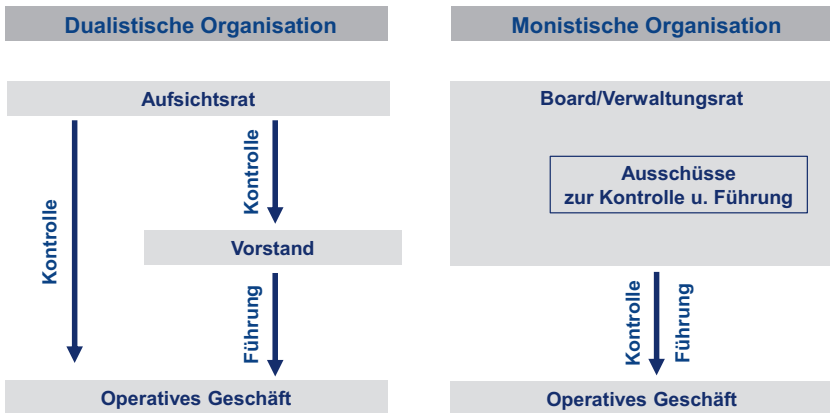 Dualistische Organisation
Aufsichtsrat
Kontrolle
Kontrolle
Vorstand
Führung
Operatives Geschäft
Monistische Organisation
Board/Verwaltungsrat
Ausschüsse
zur Kontrolle u. Führung
Kontrolle
Führung
Operatives Geschäft